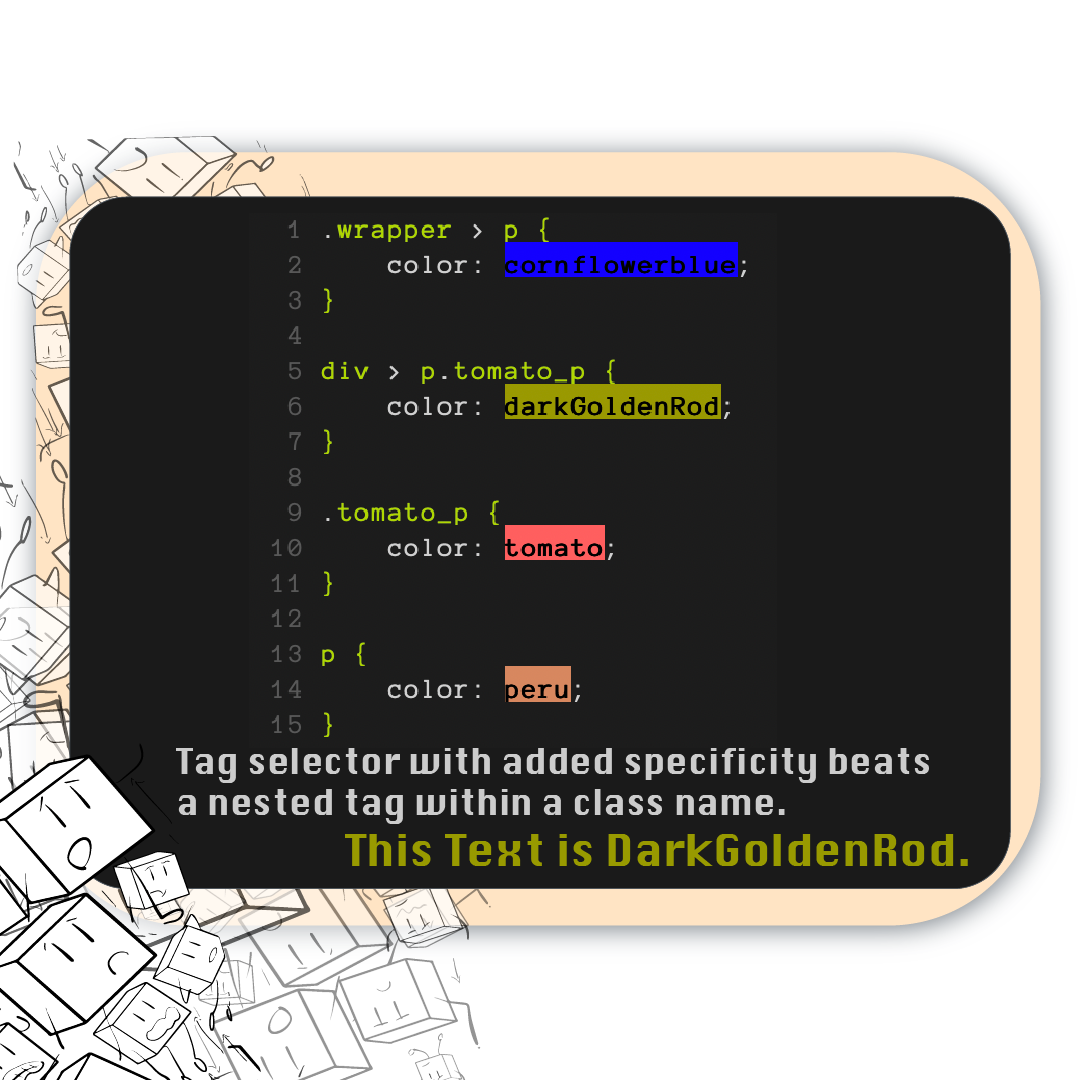 1 .wrapper > p {
2 color: cornflowerblue;
3 }
4
5 div > p.tomato_p {
6 color: darkGoldenRod;
7 }
8
9 .tomato_p {
10 color: tomato;
11 }
12
13 p {
14 color: peru;
15 }
Tag selector with added specificity beats
a nested tag within a class name.
This Text is DarkGoldenRod.